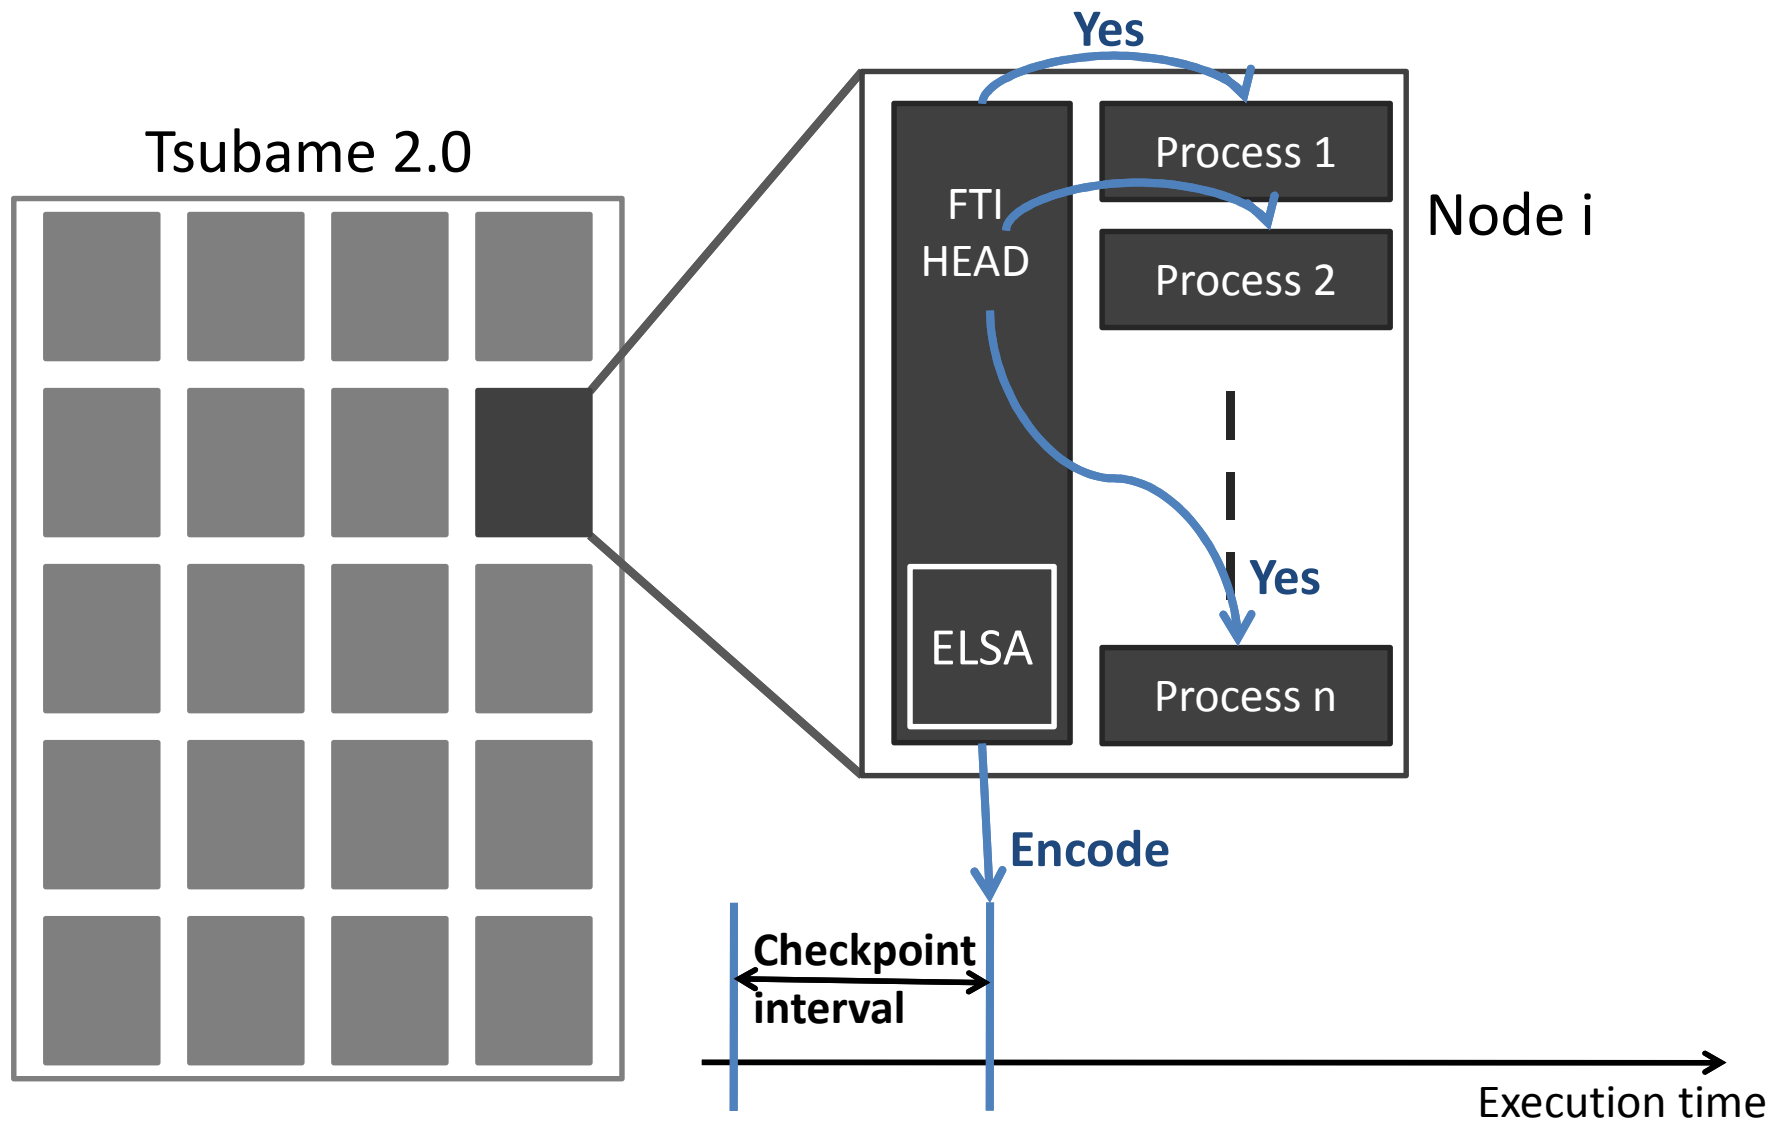 Yes
Tsubame 2.0
Process 1
FTI
HEAD
Node i
Process 2
Yes
ELSA
Process n
Encode
Checkpoint
interval
Execution time